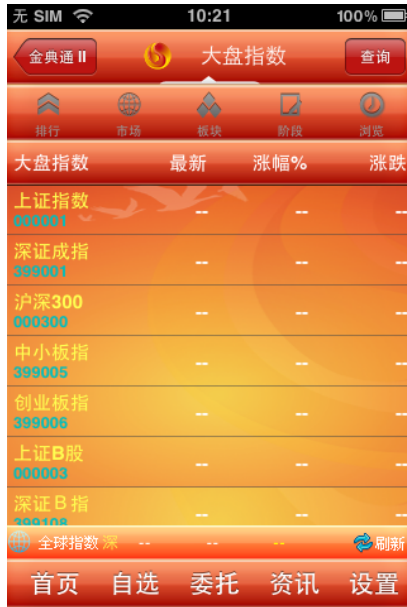 无 SIM 10:21 100%
金典通 II 大盘指数 查询
排行 市场 板块 阶段 浏览
大盘指数 最新 涨幅% 涨跌
上证指数 -- -- --
000001
深证成指 -- -- --
399001
沪深300 -- -- --
000300
中小板指 -- -- --
399005
创业板指 -- -- --
399006
上证B股 -- -- --
000003
深证B指 -- -- --
399108
全球指数 深 -- -- -- 刷新
首页 自选 委托 资讯 设置